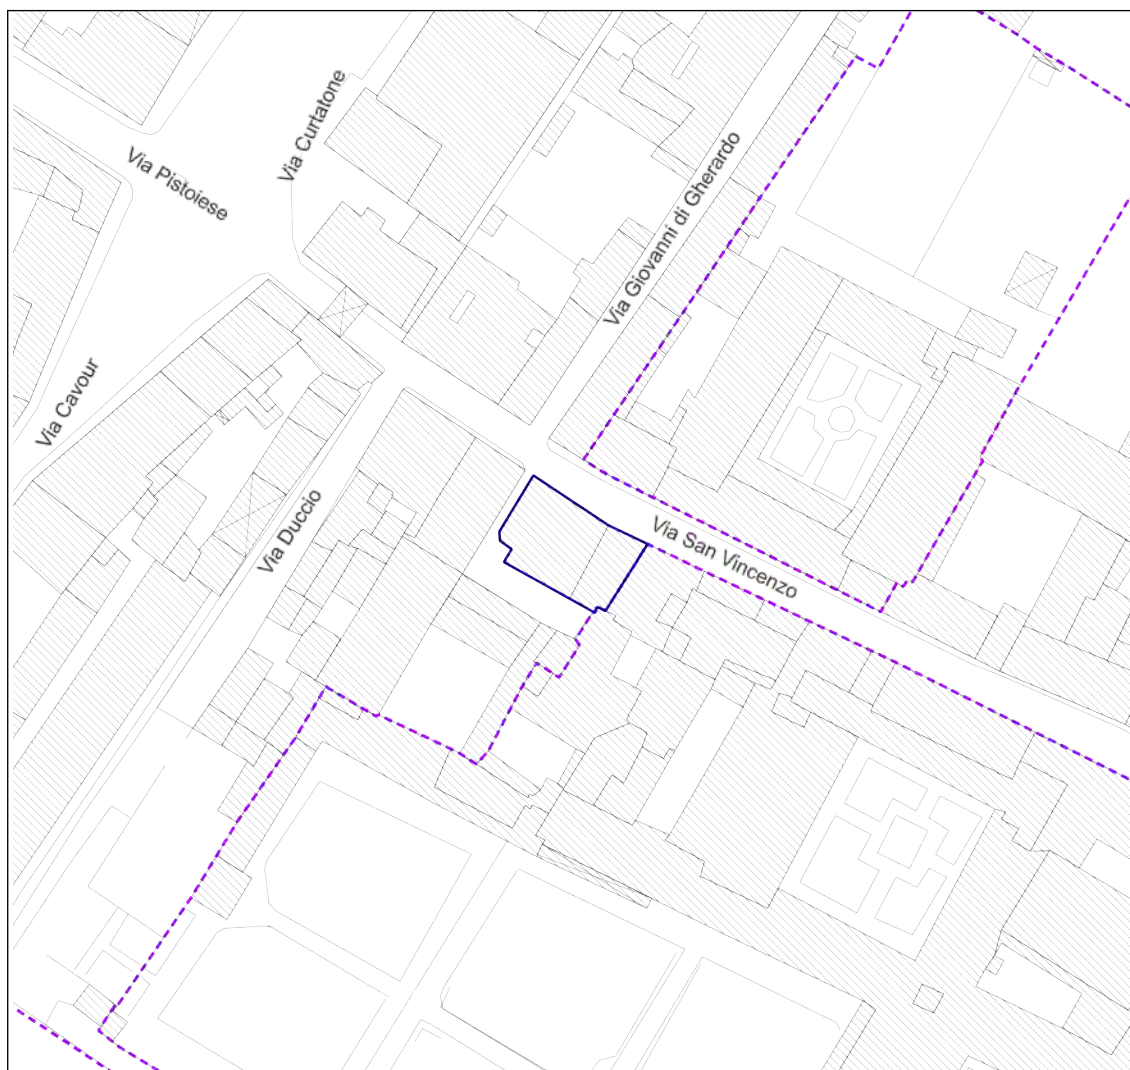 Via Curtatone
Via Pistoiese
Via Giovanni di Gherardo
Via Cavour
Via Duccio
Via San Vincenzo